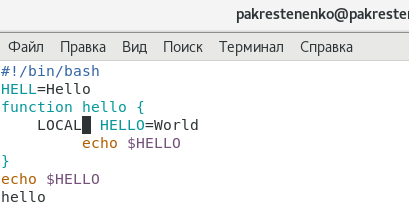 pakrestenenko@pakresten
Файл Правка Вид Поиск Терминал Справка
#!/bin/bash
HELL=Hello
function hello {
    LOCAL HELLO=World
         echo $HELLO
}
echo $HELLO
hello